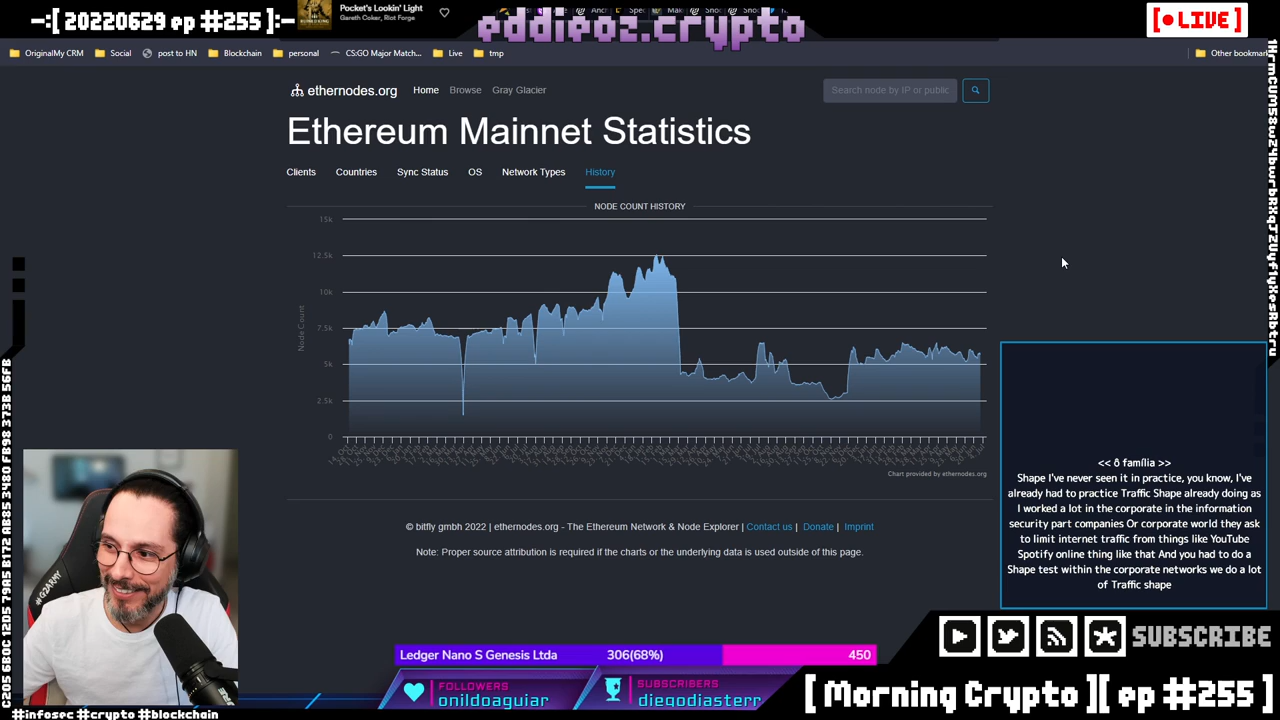 -:[ 20220629 ep #255 ]:-
Pocket's Lookin' Light
Gareth Coker, Riot Forge
eddieoz.crypto
[● LIVE]
OriginalMy CRM
Social
post to HN
Blockchain
personal
CS:GO Major Match...
Live
tmp
Other bookmar
ethernodes.org
Home
Browse
Gray Glacier
Search node by IP or public
Ethereum Mainnet Statistics
Clients
Countries
Sync Status
OS
Network Types
History
NODE COUNT HISTORY
15k
12.5k
10k
7.5k
5k
2.5k
0
Node Count
Chart provided by ethernodes.org
© bitfly gmbh 2022 | ethernodes.org - The Ethereum Network & Node Explorer | Contact us | Donate | Imprint
Note: Proper source attribution is required if the charts or the underlying data is used outside of this page.
<< ô família >>
Shape I've never seen it in practice, you know, I've
already had to practice Traffic Shape already doing as
I worked a lot in the corporate in the information
security part companies Or corporate world they ask
to limit internet traffic from things like YouTube
Spotify online thing like that And you had to do a
Shape test within the corporate networks we do a lot
of Traffic shape
#G2ARMY
Ledger Nano S Genesis Ltda
306(68%)
450
FOLLOWERS
onildoaguiar
SUBSCRIBERS
diegodiasterr
SUBSCRIBE
[ Morning Crypto ][ ep #255 ]
#infosec #crypto #blockchain